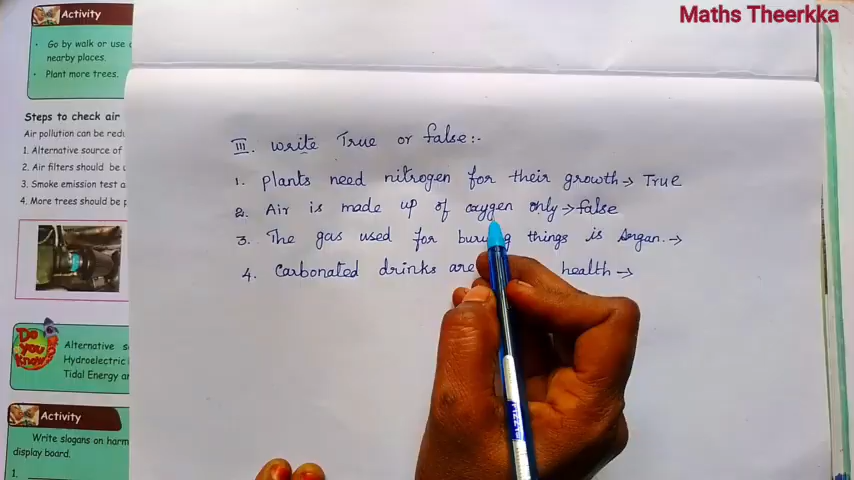 Maths Theerkka
Activity
• Go by walk or use
nearby places.
• Plant more trees.
Steps to check air
Air pollution can be redu
1. Alternative source of
2. Air filters should be u
3. Smoke emission test a
4. More trees should be p
Do you know
Alternative s
Hydroelectric
Tidal Energy an
Activity
Write slogans on harm
display board.
1.
III. write True or false:-
1. Plants need nitrogen for their growth → True
2. Air is made up of oxygen only → false
3. The gas used for things is Argan. →
4. Carbonated drinks are health →